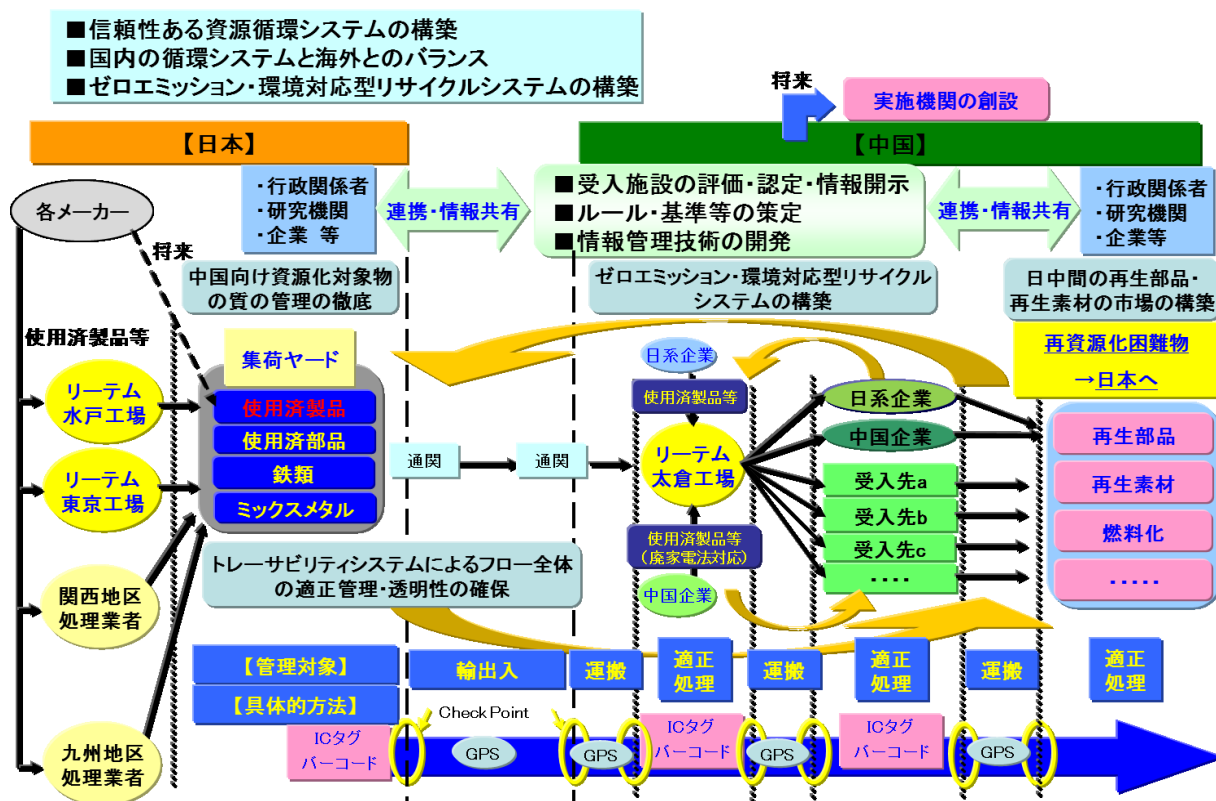 ■信頼性ある資源循環システムの構築
■国内の循環システムと海外とのバランス
■ゼロエミッション・環境対応型リサイクルシステムの構築
将来
実施機関の創設
【日本】
【中国】
各メーカー
・行政関係者
・研究機関
・企業 等
連携・情報共有
■受入施設の評価・認定・情報開示
■ルール・基準等の策定
■情報管理技術の開発
連携・情報共有
・行政関係者
・研究機関
・企業等
将来
中国向け資源化対象物
の質の管理の徹底
ゼロエミッション・環境対応型リサイクル
システムの構築
日中間の再生部品・
再生素材の市場の構築
使用済製品等
集荷ヤード
日系企業
再資源化困難物
→日本へ
リーテム
水戸工場
使用済製品
使用済部品
鉄類
ミックスメタル
使用済製品等
日系企業
中国企業
再生部品
リーテム
東京工場
通関
通関
リーテム
太倉工場
受入先a
受入先b
受入先c
・・・・
再生素材
燃料化
・・・・・
使用済製品等
(廃家電法対応)
中国企業
トレーサビリティシステムによるフロー全体
の適正管理・透明性の確保
関西地区
処理業者
九州地区
処理業者
【管理対象】
輸出入
運搬
適正
処理
運搬
適正
処理
運搬
適正
処理
【具体的方法】
Check Point
ICタグ
バーコード
GPS
GPS
ICタグ
バーコード
GPS
ICタグ
バーコード
GPS